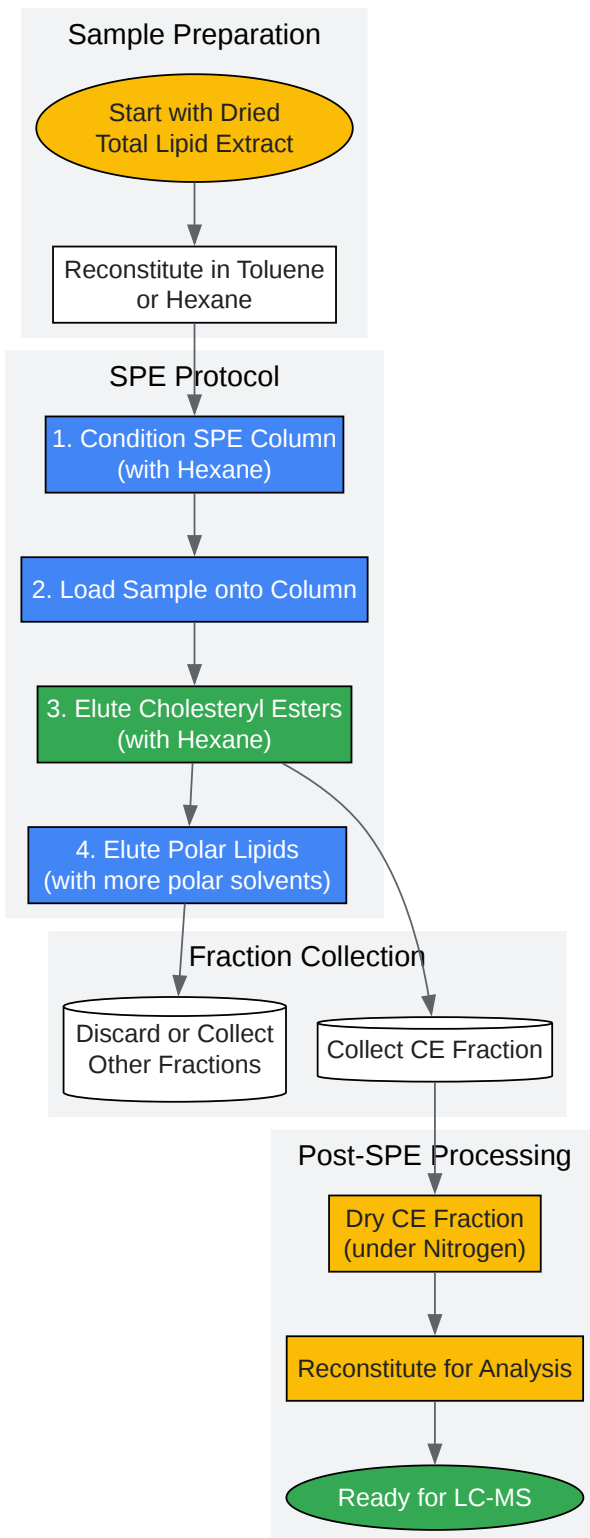 Sample Preparation
Start with Dried
Total Lipid Extract
Reconstitute in Toluene
or Hexane
SPE Protocol
1. Condition SPE Column
(with Hexane)
2. Load Sample onto Column
3. Elute Cholesteryl Esters
(with Hexane)
4. Elute Polar Lipids
(with more polar solvents)
Fraction Collection
Discard or Collect
Other Fractions
Collect CE Fraction
Post-SPE Processing
Dry CE Fraction
(under Nitrogen)
Reconstitute for Analysis
Ready for LC-MS